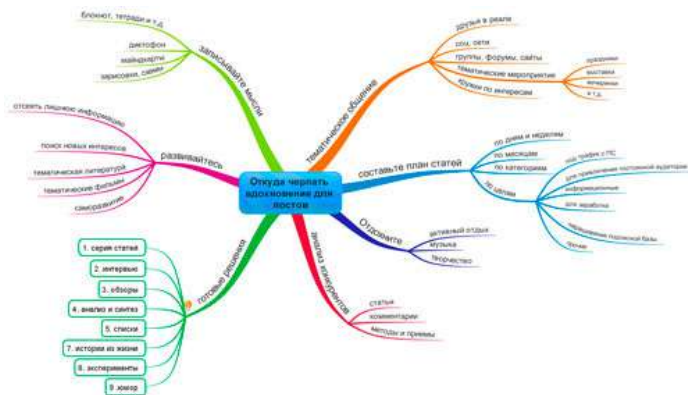 Откуда черпать
вдохновение для
постов
записывайте мысли
блокнот, тетради и т.д.
диктофон
майндкарты
зарисовки, схемы
тематическое общение
друзья в реале
соц. сети
группы, форумы, сайты
тематические мероприятие
праздники
выставки
вечеринки
и т.д.
кружки по интересам
составьте план статей
по дням и неделям
по месяцам
по категориям
по целям
под трафик с ПС
для привлечения постоянной аудитории
информационные
для заработка
наращивание подписной базы
прочие
Отдохните
активный отдых
музыка
творчество
анализ конкурентов
статьи
комментарии
методы и приемы
готовые решения
1. серия статей
2. интервью
3. обзоры
4. анализ и синтез
5. списки
7. истории из жизни
8. эксперименты
9. юмор
развивайтесь
отсеять лишнюю информацию
поиск новых интересов
тематическая литература
тематические фильмы
саморазвитие